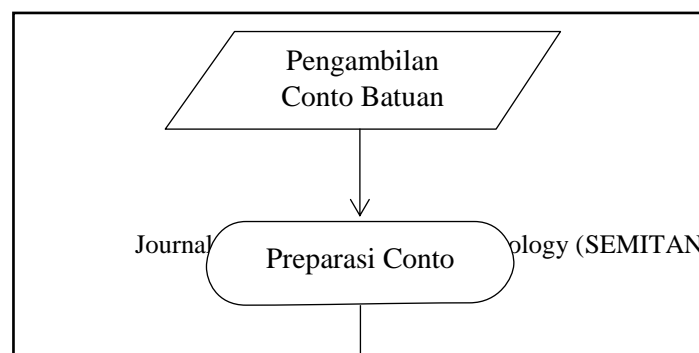 Pengambilan
Conto Batuan
Journal ology (SEMITAN
Preparasi Conto